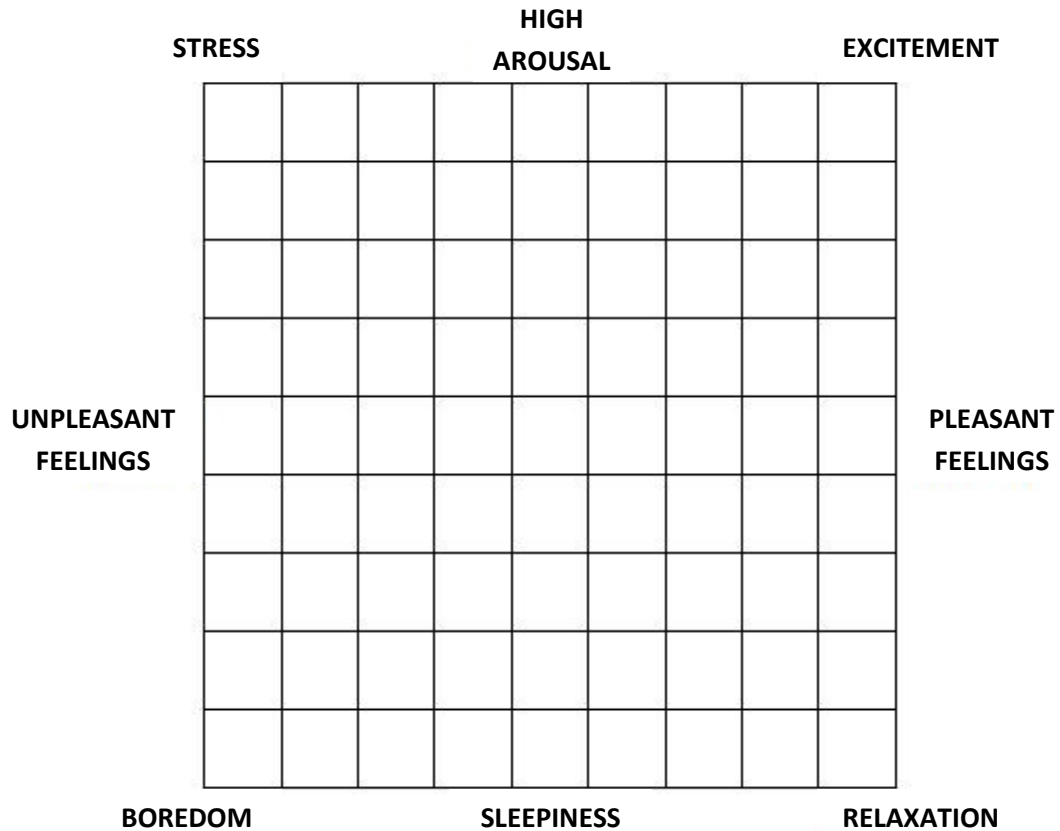 STRESS
HIGH
AROUSAL
EXCITEMENT
UNPLEASANT
FEELINGS
PLEASANT
FEELINGS
BOREDOM
SLEEPINESS
RELAXATION